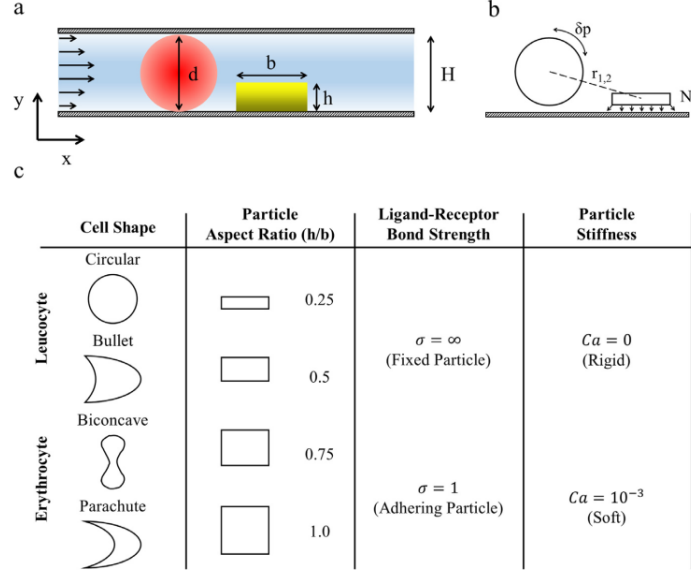 a
b
d
b
h
H
y
x
δp
r1,2
N
c
Cell Shape
Particle
Aspect Ratio (h/b)
Ligand-Receptor
Bond Strength
Particle
Stiffness
Leucocyte
Circular
Bullet
0.25
0.5
σ = ∞
(Fixed Particle)
Ca = 0
(Rigid)
Erythrocyte
Biconcave
Parachute
0.75
1.0
σ = 1
(Adhering Particle)
Ca = 10⁻³
(Soft)